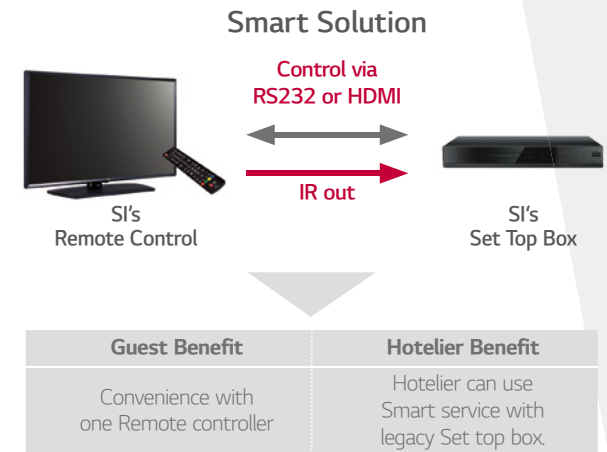 Smart Solution
Control via
RS232 or HDMI
IR out
SI's
Remote Control
SI‘s
Set Top Box
Guest Benefit
Hotelier Benefit
Convenience with
one Remote controller
Hotelier can use
Smart service with
legacy Set top box.